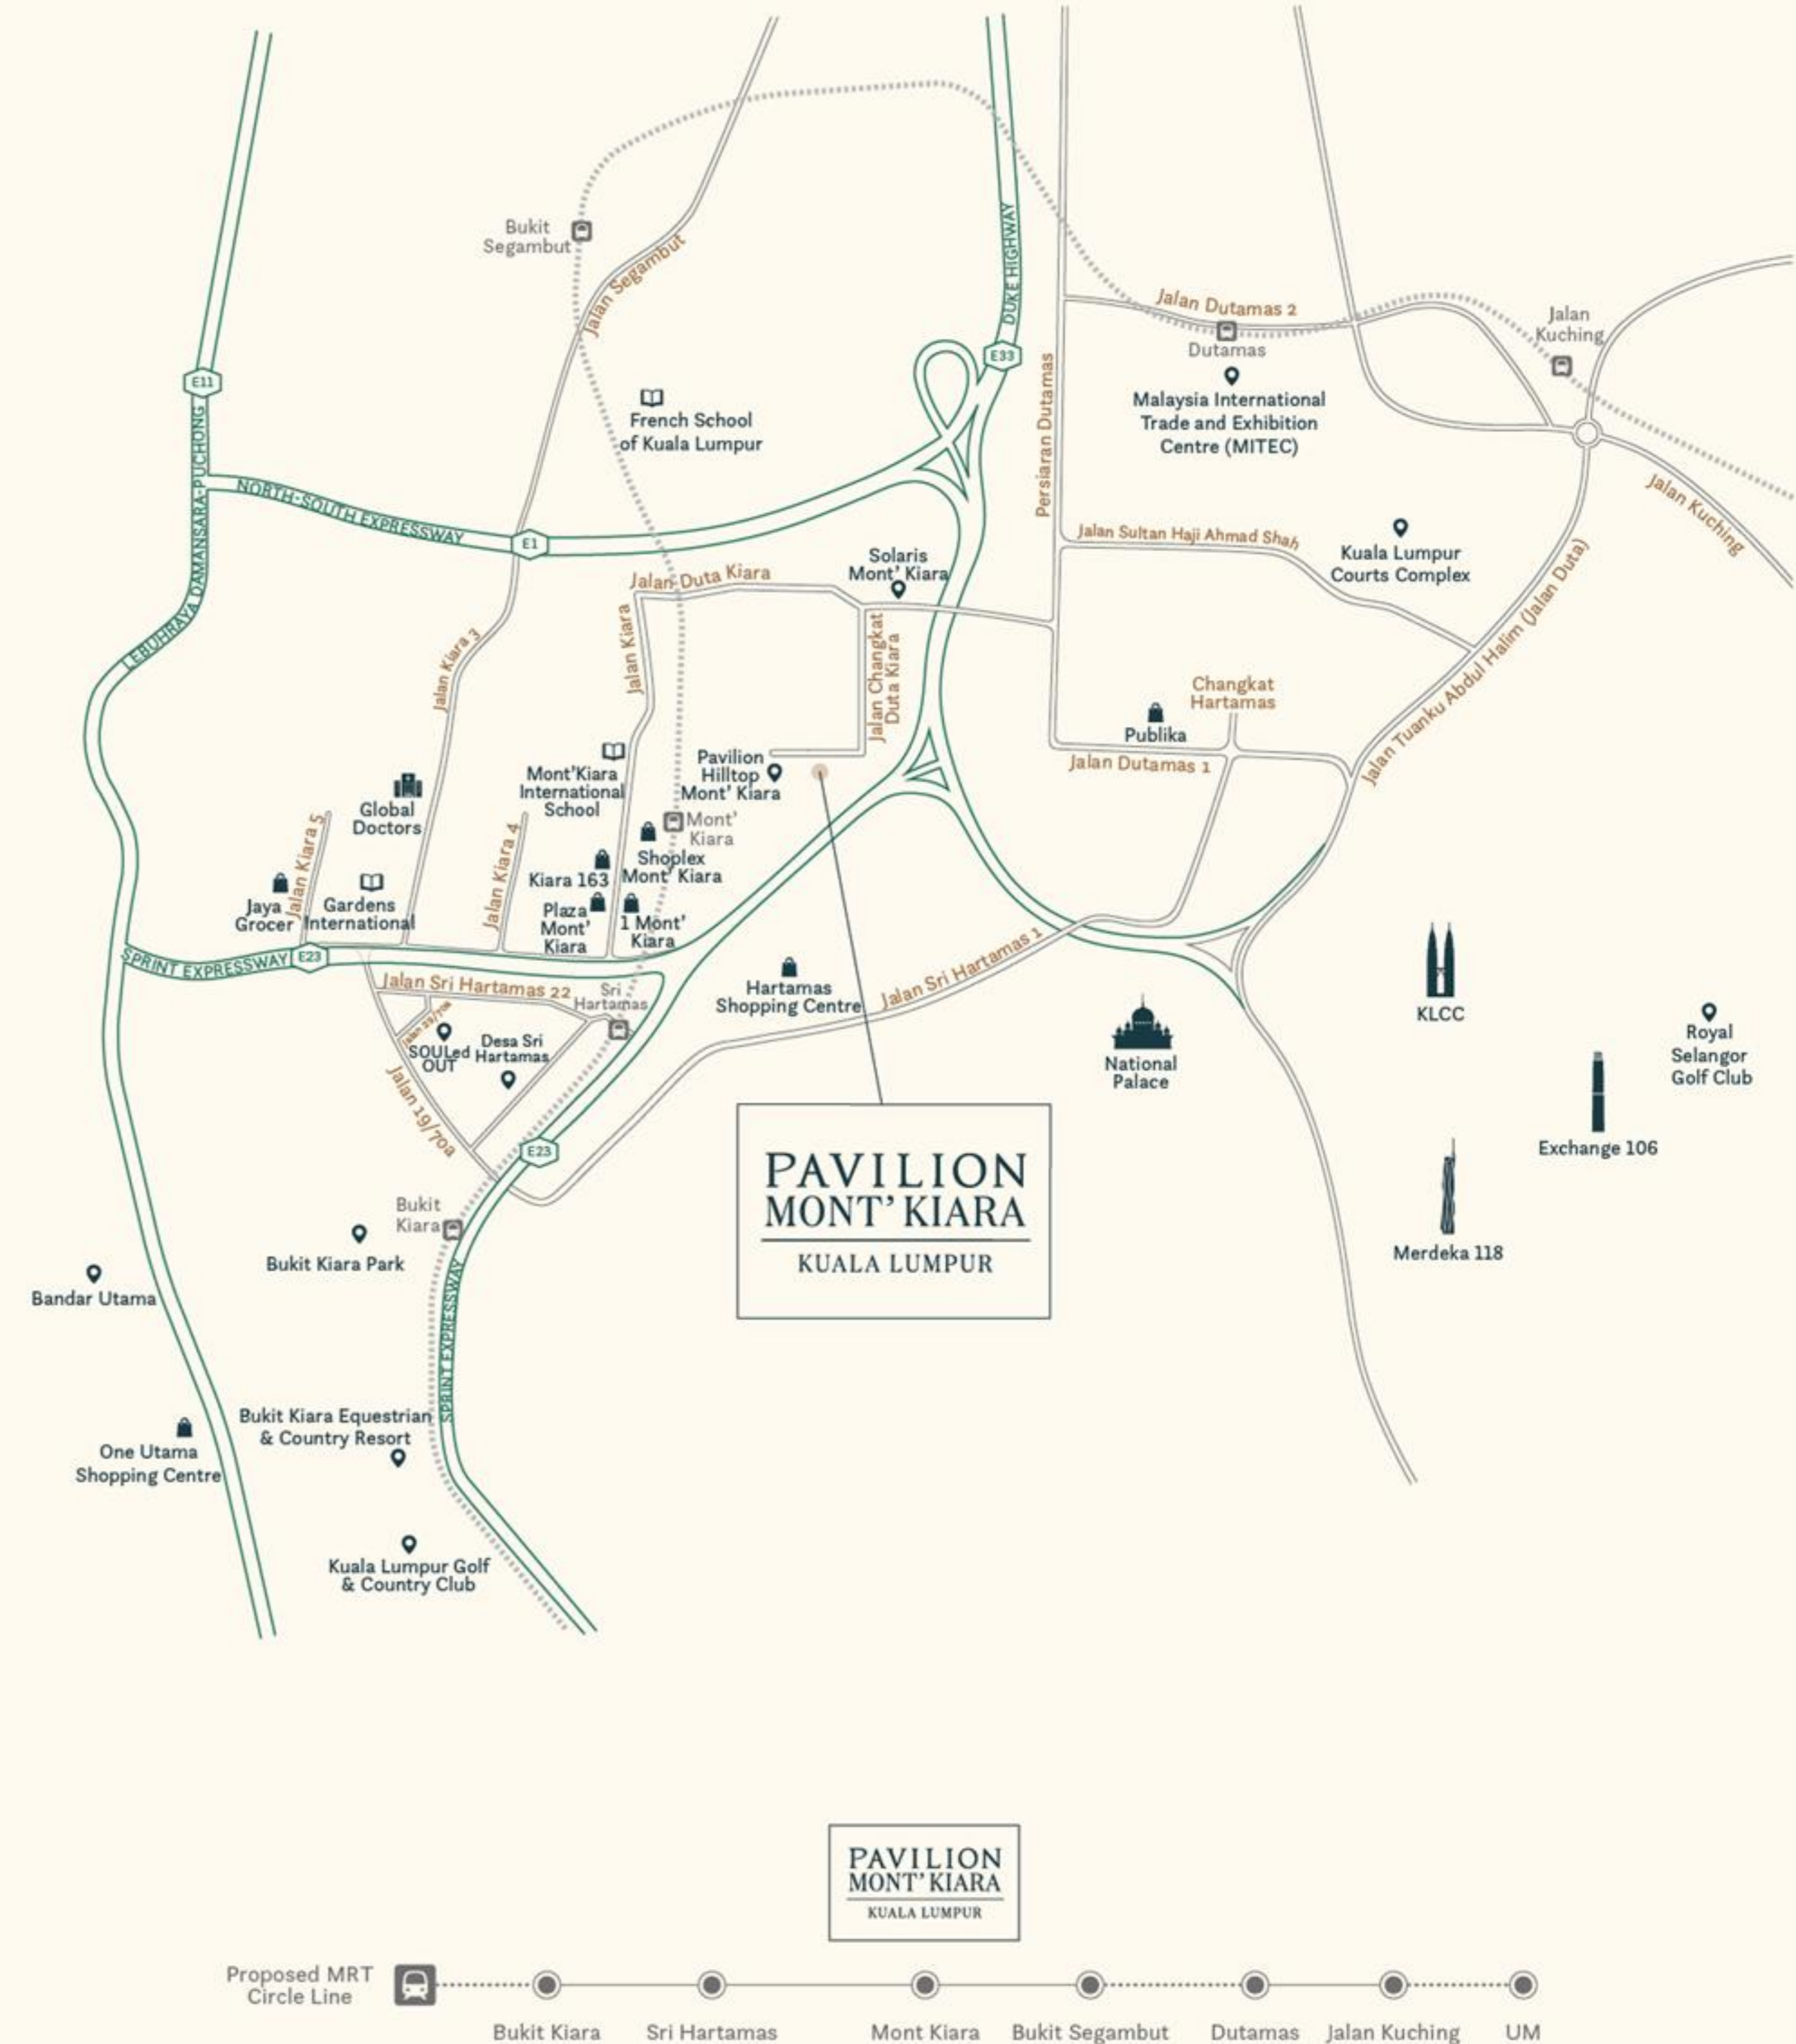 Bukit
Segambut
Jalan Segambut
DUKE HIGHWAY
Jalan Dutamas 2
Dutamas
Jalan
Kuching
E11
E33
Persiaran Dutamas
Malaysia International
Trade and Exhibition
Centre (MITEC)
French School
of Kuala Lumpur
LEBUHRAYA DAMANSARA-PUCHONG
NORTH-SOUTH EXPRESSWAY
E1
Jalan Kuching
Jalan Sultan Haji Ahmad Shah
Kuala Lumpur
Courts Complex
Solaris
Mont' Kiara
Jalan Duta Kiara
Jalan Kiara
Jalan Kiara 3
Jalan Changkat
Duta Kiara
Jalan Tuanku Abdul Halim (Jalan Duta)
Changkat
Hartamas
Publika
Jalan Dutamas 1
Pavilion
Hilltop
Mont' Kiara
Mont'Kiara
International
School
Global
Doctors
Jalan Kiara 5
Jalan Kiara 4
Mont'
Kiara
Shoplex
Mont' Kiara
Kiara 163
Jaya
Grocer
Gardens
International
Plaza
Mont'
Kiara
1 Mont'
Kiara
SPRINT EXPRESSWAY
E23
Jalan Sri Hartamas 22
Sri
Hartamas
Hartamas
Shopping Centre
Jalan Sri Hartamas 1
KLCC
Royal
Selangor
Golf Club
SOULed
OUT
Desa Sri
Hartamas
National
Palace
Jalan 19/70a
Exchange 106
E23
PAVILION
MONT' KIARA
KUALA LUMPUR
Bukit
Kiara
Bukit Kiara Park
Merdeka 118
Bandar Utama
SPRINT EXPRESSWAY
Bukit Kiara Equestrian
& Country Resort
One Utama
Shopping Centre
Kuala Lumpur Golf
& Country Club
PAVILION
MONT' KIARA
KUALA LUMPUR
Proposed MRT
Circle Line
Bukit Kiara
Sri Hartamas
Mont Kiara
Bukit Segambut
Dutamas
Jalan Kuching
UM